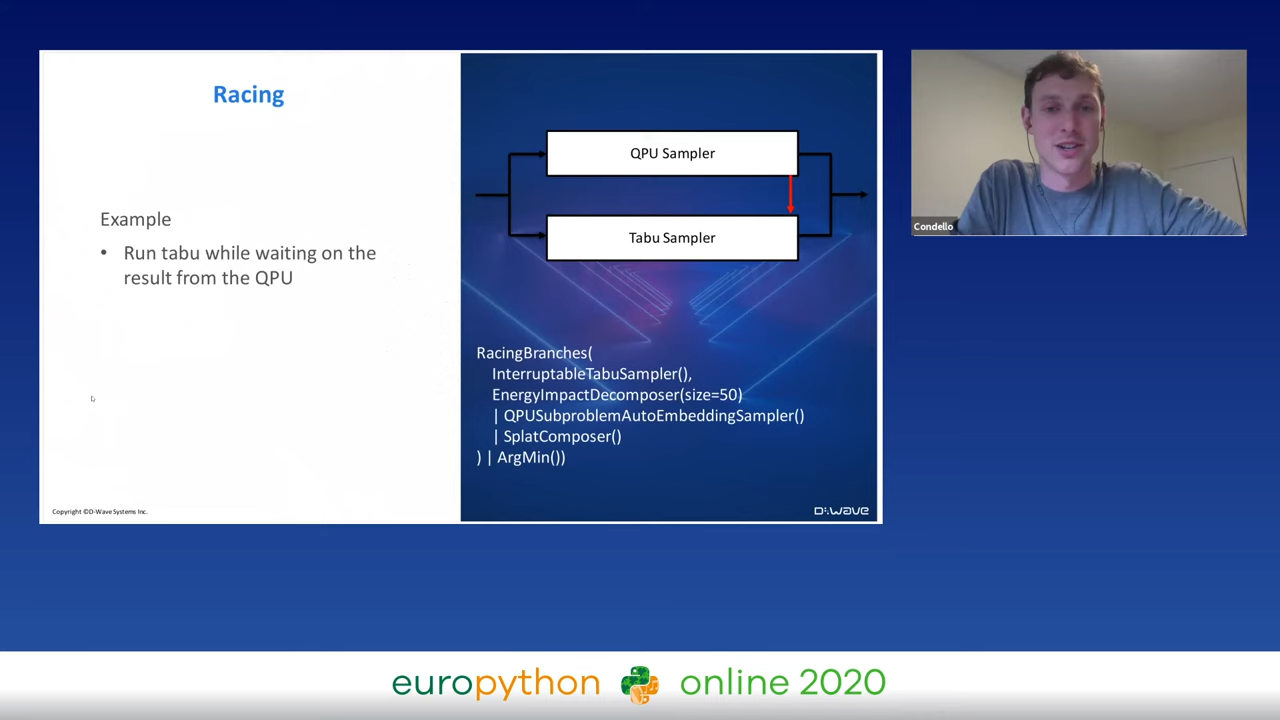 Racing
Example
• Run tabu while waiting on the
result from the QPU
Copyright ©D-Wave Systems Inc.
QPU Sampler
Tabu Sampler
RacingBranches(
InterruptableTabuSampler(),
EnergyImpactDecomposer(size=50)
| QPUSubproblemAutoEmbeddingSampler()
| SplatComposer()
) | ArgMin())
D:wave
Condello
europython online 2020